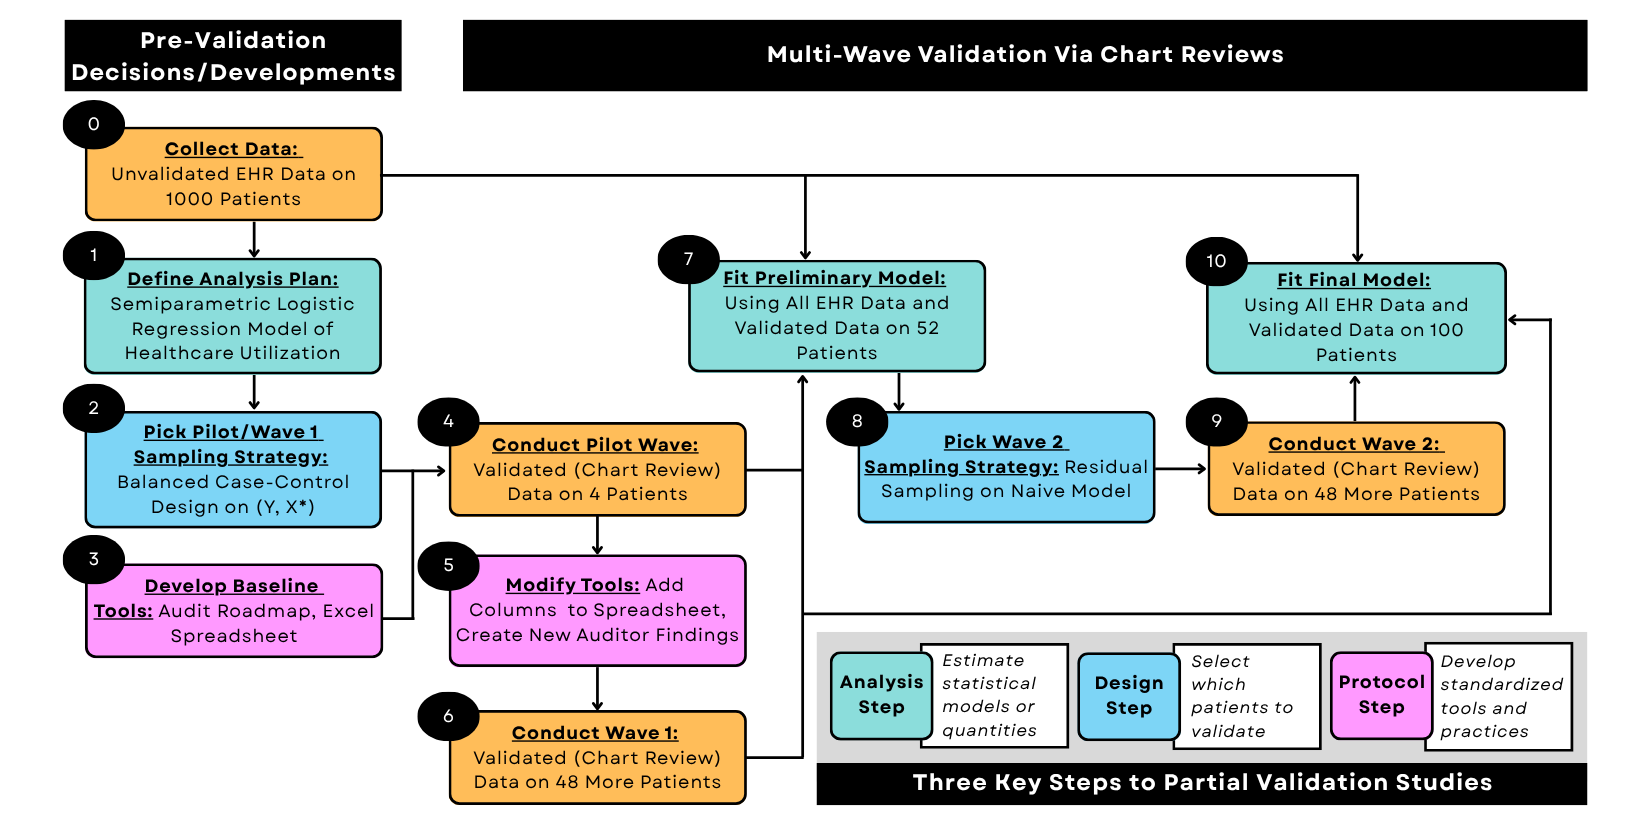 Pre-Validation
Decisions/Developments
Multi-Wave Validation Via Chart Reviews
0
Collect Data:
Unvalidated EHR Data on
1000 Patients
1
Define Analysis Plan:
Semiparametric Logistic
Regression Model of
Healthcare Utilization
2
Pick Pilot/Wave 1
Sampling Strategy:
Balanced Case-Control
Design on (Y, X*)
3
Develop Baseline
Tools: Audit Roadmap, Excel
Spreadsheet
4
Conduct Pilot Wave:
Validated (Chart Review)
Data on 4 Patients
5
Modify Tools: Add
Columns to Spreadsheet,
Create New Auditor Findings
6
Conduct Wave 1:
Validated (Chart Review)
Data on 48 More Patients
7
Fit Preliminary Model:
Using All EHR Data and
Validated Data on 52
Patients
8
Pick Wave 2
Sampling Strategy: Residual
Sampling on Naive Model
9
Conduct Wave 2:
Validated (Chart Review)
Data on 48 More Patients
10
Fit Final Model:
Using All EHR Data and
Validated Data on 100
Patients
Analysis
Step
Estimate
statistical
models or
quantities
Design
Step
Select
which
patients to
validate
Protocol
Step
Develop
standardized
tools and
practices
Three Key Steps to Partial Validation Studies